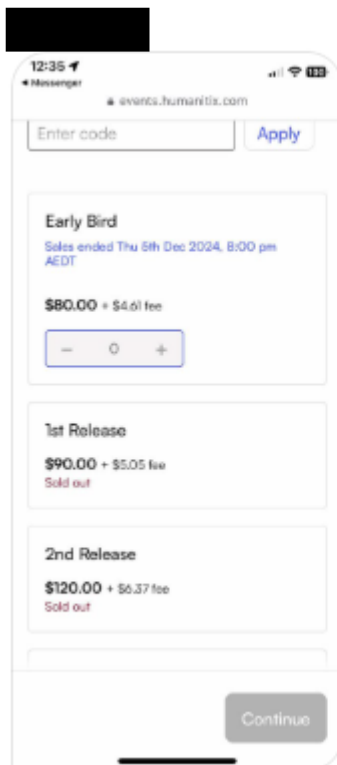 12:35
◀ Messenger
events.humanitix.com
Enter code
Apply
Early Bird
Sales ended Thu 5th Dec 2024, 8:00 pm
AEDT
$80.00 + $4.61 fee
− 0 +
1st Release
$90.00 + $5.05 fee
Sold out
2nd Release
$120.00 + $6.37 fee
Sold out
Continue